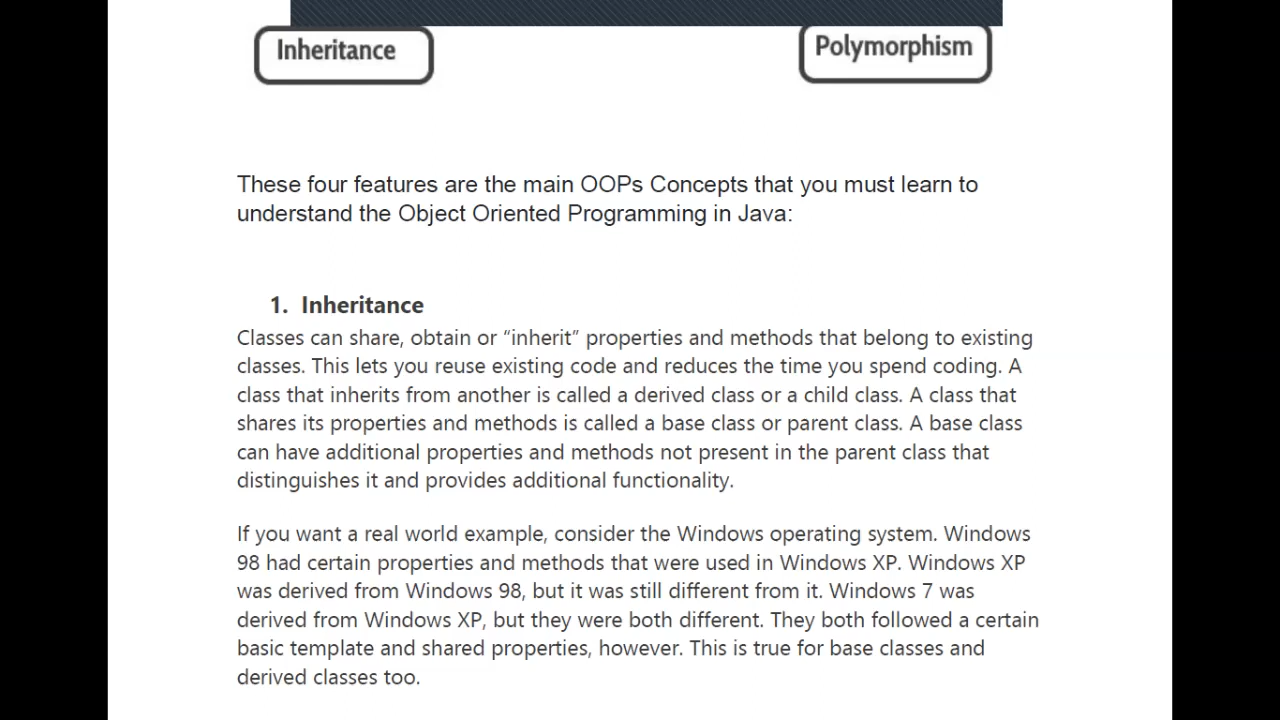 Inheritance
Polymorphism
These four features are the main OOPs Concepts that you must learn to
understand the Object Oriented Programming in Java:
1. Inheritance
Classes can share, obtain or “inherit” properties and methods that belong to existing
classes. This lets you reuse existing code and reduces the time you spend coding. A
class that inherits from another is called a derived class or a child class. A class that
shares its properties and methods is called a base class or parent class. A base class
can have additional properties and methods not present in the parent class that
distinguishes it and provides additional functionality.
If you want a real world example, consider the Windows operating system. Windows
98 had certain properties and methods that were used in Windows XP. Windows XP
was derived from Windows 98, but it was still different from it. Windows 7 was
derived from Windows XP, but they were both different. They both followed a certain
basic template and shared properties, however. This is true for base classes and
derived classes too.